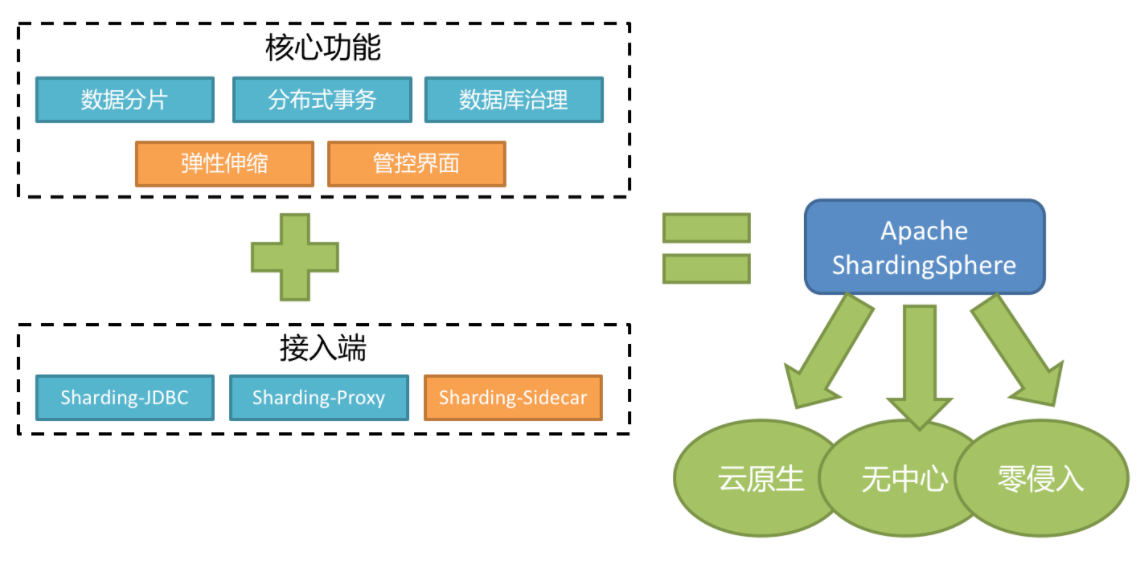 核心功能
数据分片
分布式事务
数据库治理
弹性伸缩
管控界面
接入端
Sharding-JDBC
Sharding-Proxy
Sharding-Sidecar
Apache
ShardingSphere
云原生
无中心
零侵入